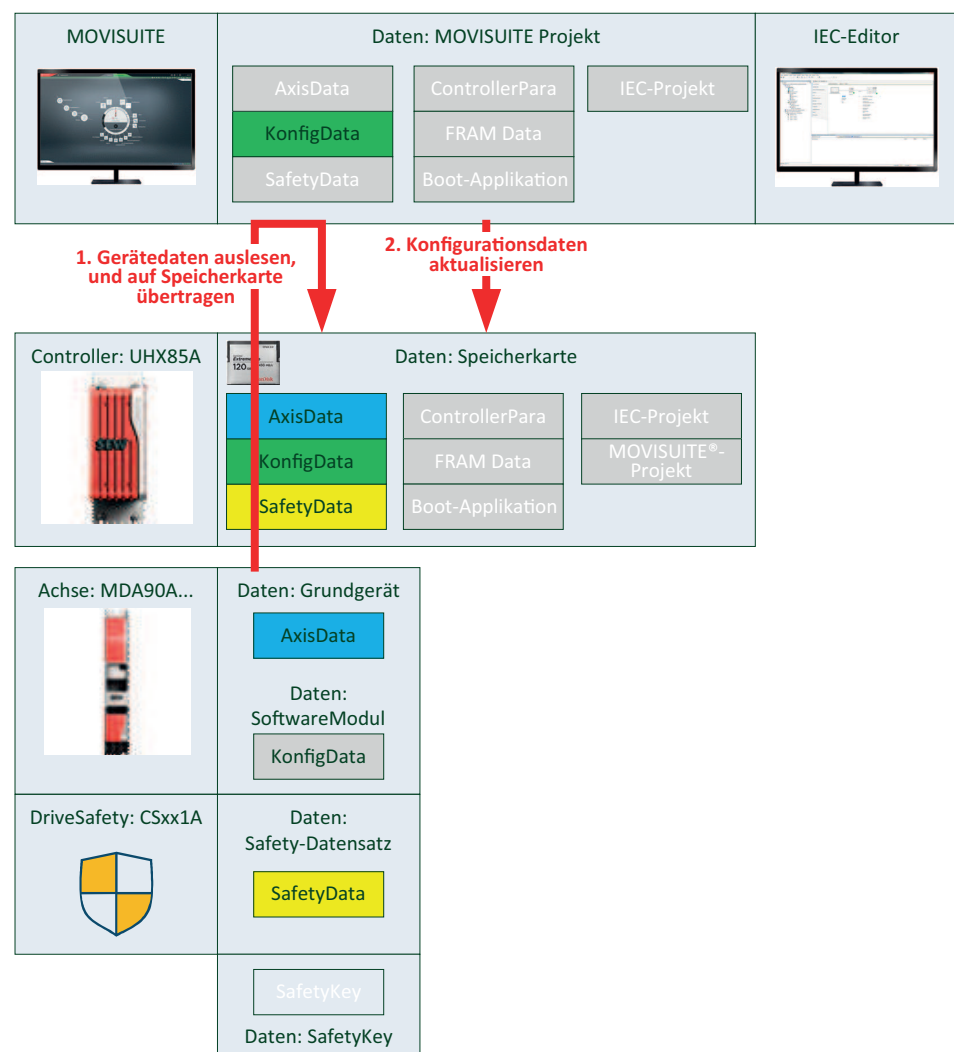 MOVISUITE
Daten: MOVISUITE Projekt
IEC-Editor
AxisData
ControllerPara
IEC-Projekt
KonfigData
FRAM Data
SafetyData
Boot-Applikation
1. Gerätedaten auslesen,
und auf Speicherkarte
übertragen
2. Konfigurationsdaten
aktualisieren
Controller: UHX85A
Daten: Speicherkarte
Extreme
120
SEW
AxisData
ControllerPara
IEC-Projekt
KonfigData
FRAM Data
MOVISUITE®-
Projekt
SafetyData
Boot-Applikation
Achse: MDA90A...
Daten: Grundgerät
AxisData
Daten:
SoftwareModul
KonfigData
DriveSafety: CSxx1A
Daten:
Safety-Datensatz
SafetyData
SafetyKey
Daten: SafetyKey